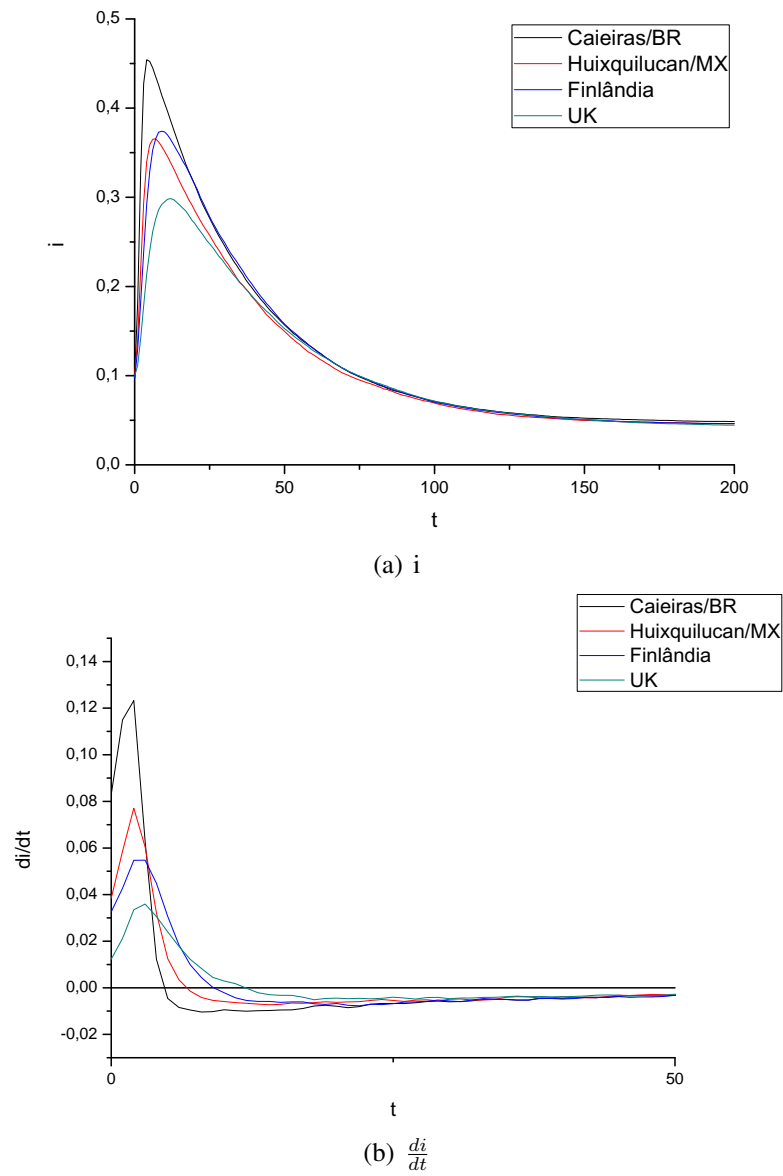 0,5
0,4
0,3
0,2
0,1
0,0
i
Caieiras/BR
Huixquilucan/MX
Finlândia
UK
0 50 100 150 200
t
(a) i
Caieiras/BR
Huixquilucan/MX
Finlândia
UK
0,14
0,12
0,10
0,08
0,06
0,04
0,02
0,00
-0,02
di/dt
0 50
t
(b) di/dt